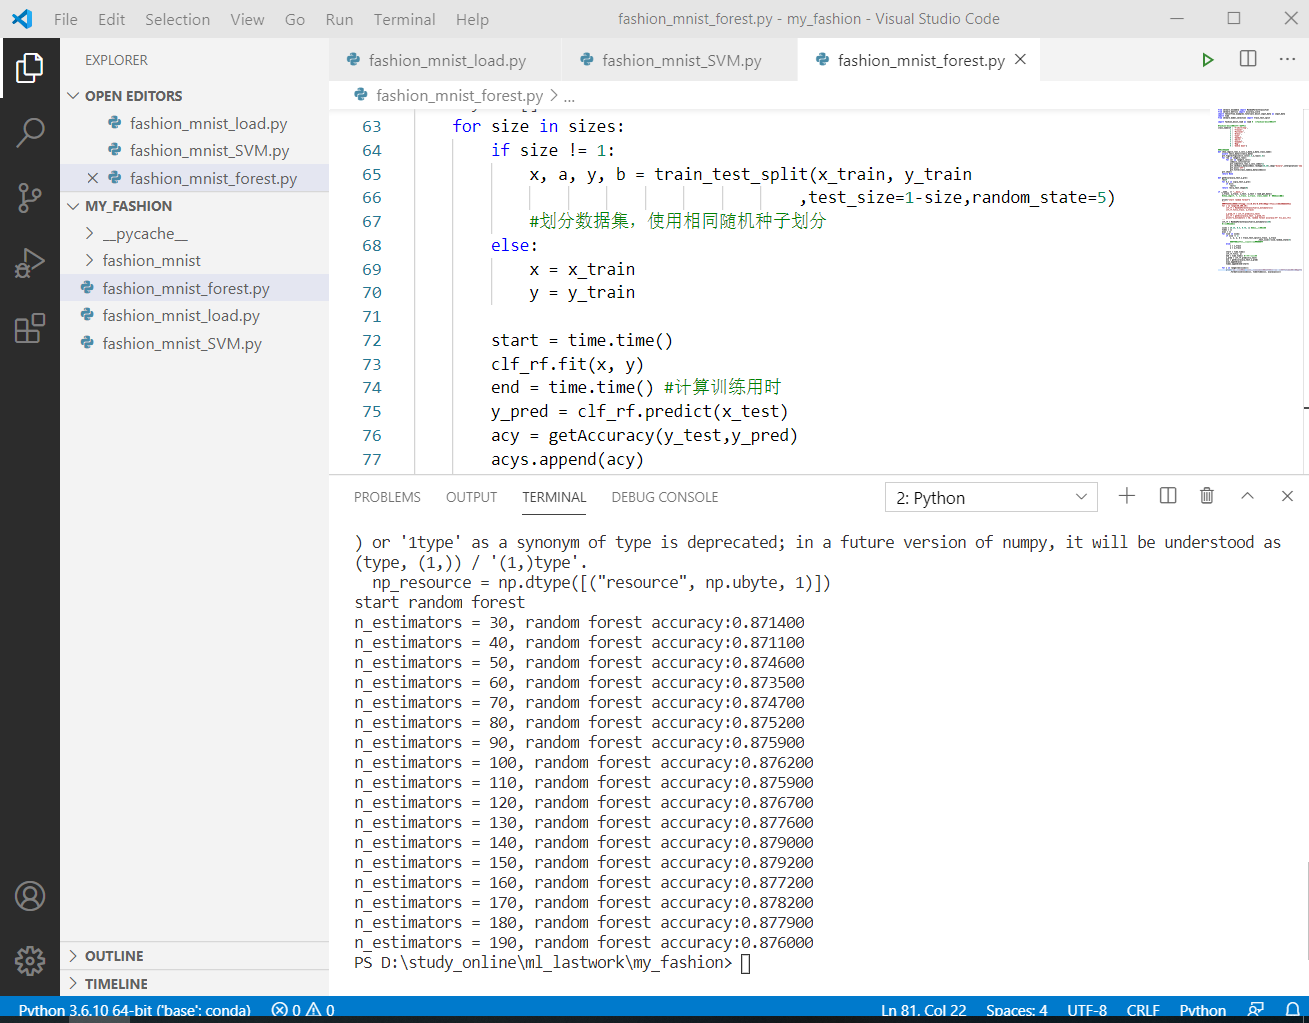 File Edit Selection View Go Run Terminal Help
fashion_mnist_forest.py - my_fashion - Visual Studio Code
EXPLORER
OPEN EDITORS
fashion_mnist_load.py
fashion_mnist_SVM.py
fashion_mnist_forest.py
MY_FASHION
__pycache__
fashion_mnist
fashion_mnist_forest.py
fashion_mnist_load.py
fashion_mnist_SVM.py
OUTLINE
TIMELINE
fashion_mnist_load.py fashion_mnist_SVM.py fashion_mnist_forest.py
fashion_mnist_forest.py > ...
63 for size in sizes:
64 if size != 1:
65 x, a, y, b = train_test_split(x_train, y_train
66 ,test_size=1-size,random_state=5)
67 #划分数据集，使用相同随机种子划分
68 else:
69 x = x_train
70 y = y_train
71
72 start = time.time()
73 clf_rf.fit(x, y)
74 end = time.time() #计算训练用时
75 y_pred = clf_rf.predict(x_test)
76 acy = getAccuracy(y_test,y_pred)
77 acys.append(acy)
PROBLEMS OUTPUT TERMINAL DEBUG CONSOLE
2: Python
) or '1type' as a synonym of type is deprecated; in a future version of numpy, it will be understood as
(type, (1,)) / '(1,)type'.
np_resource = np.dtype([("resource", np.ubyte, 1)])
start random forest
n_estimators = 30, random forest accuracy:0.871400
n_estimators = 40, random forest accuracy:0.871100
n_estimators = 50, random forest accuracy:0.874600
n_estimators = 60, random forest accuracy:0.873500
n_estimators = 70, random forest accuracy:0.874700
n_estimators = 80, random forest accuracy:0.875200
n_estimators = 90, random forest accuracy:0.875900
n_estimators = 100, random forest accuracy:0.876200
n_estimators = 110, random forest accuracy:0.875900
n_estimators = 120, random forest accuracy:0.876700
n_estimators = 130, random forest accuracy:0.877600
n_estimators = 140, random forest accuracy:0.879000
n_estimators = 150, random forest accuracy:0.879200
n_estimators = 160, random forest accuracy:0.877200
n_estimators = 170, random forest accuracy:0.878200
n_estimators = 180, random forest accuracy:0.877900
n_estimators = 190, random forest accuracy:0.876000
PS D:\study_online\ml_lastwork\my_fashion>
Python 3.6.10 64-bit ('base': conda) 0 0 Ln 81, Col 22 Spaces: 4 UTF-8 CRLF Python